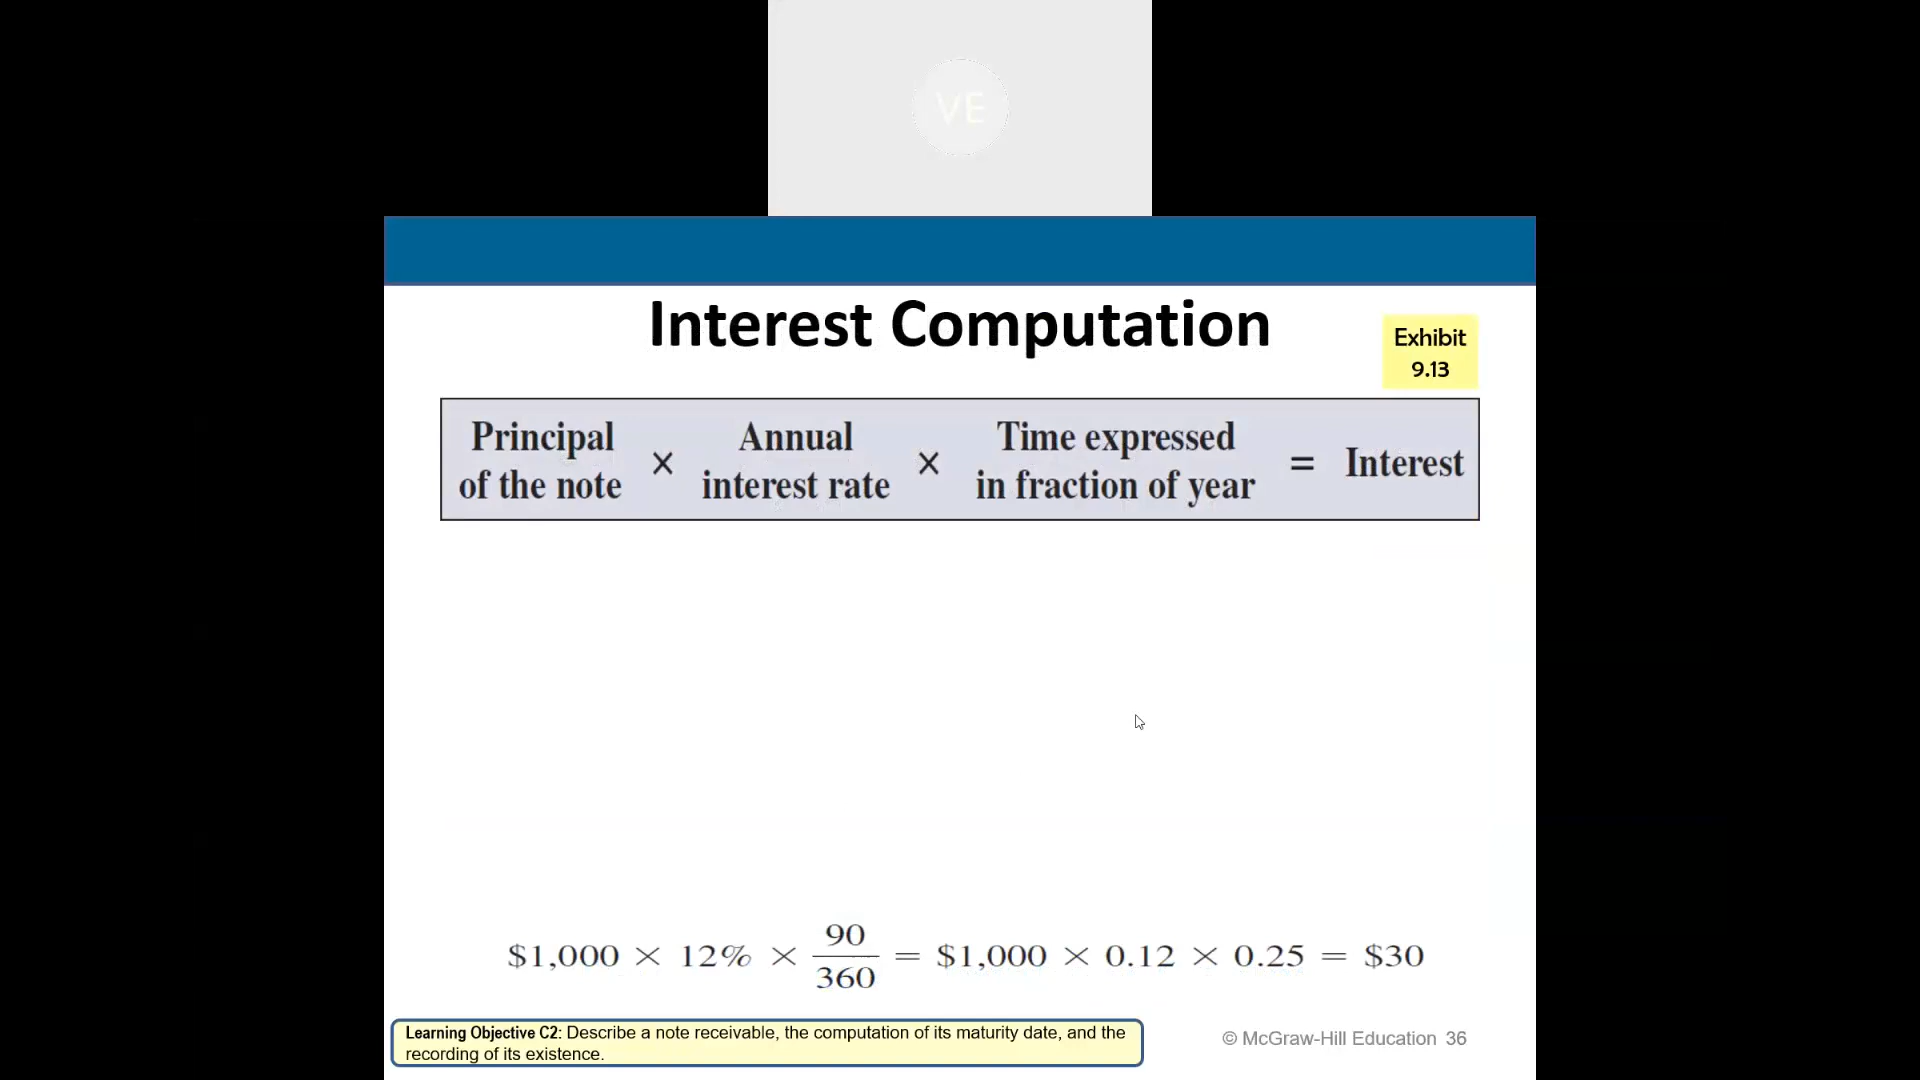 VE
Interest Computation
Exhibit
9.13
Principal
of the note
×
Annual
interest rate
×
Time expressed
in fraction of year
=
Interest
$1,000 × 12% × 90/360 = $1,000 × 0.12 × 0.25 = $30
Learning Objective C2: Describe a note receivable, the computation of its maturity date, and the
recording of its existence.
© McGraw-Hill Education 36